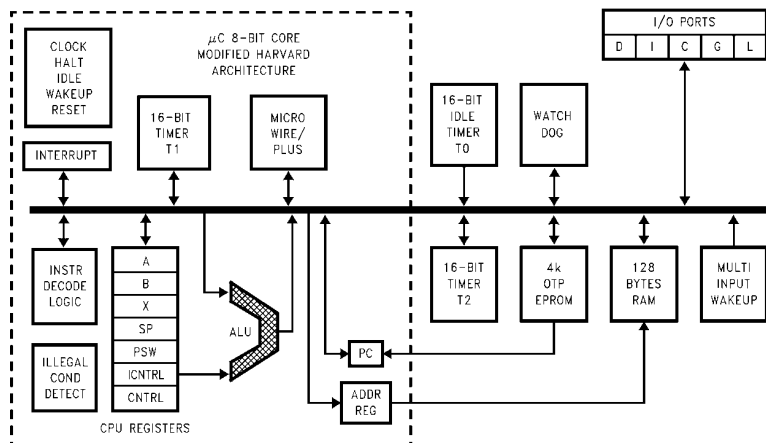 CLOCK
HALT
IDLE
WAKEUP
RESET
µC 8-BIT CORE
MODIFIED HARVARD
ARCHITECTURE
I/O PORTS
D I C G L
INTERRUPT
16-BIT
TIMER
T1
MICRO
WIRE/
PLUS
16-BIT
IDLE
TIMER
T0
WATCH
DOG
INSTR
DECODE
LOGIC
A
B
X
SP
PSW
ICNTRL
CNTRL
ALU
16-BIT
TIMER
T2
4k
OTP
EPROM
128
BYTES
RAM
MULTI
INPUT
WAKEUP
ILLEGAL
COND
DETECT
PC
ADDR
REG
CPU REGISTERS